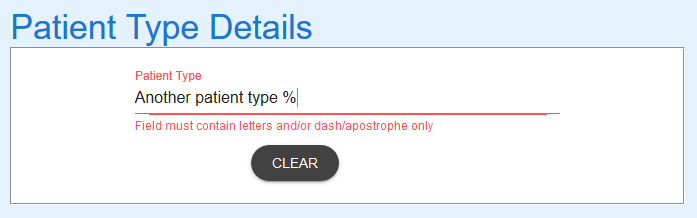 Patient Type Details
Patient Type
Another patient type %
Field must contain letters and/or dash/apostrophe only
CLEAR